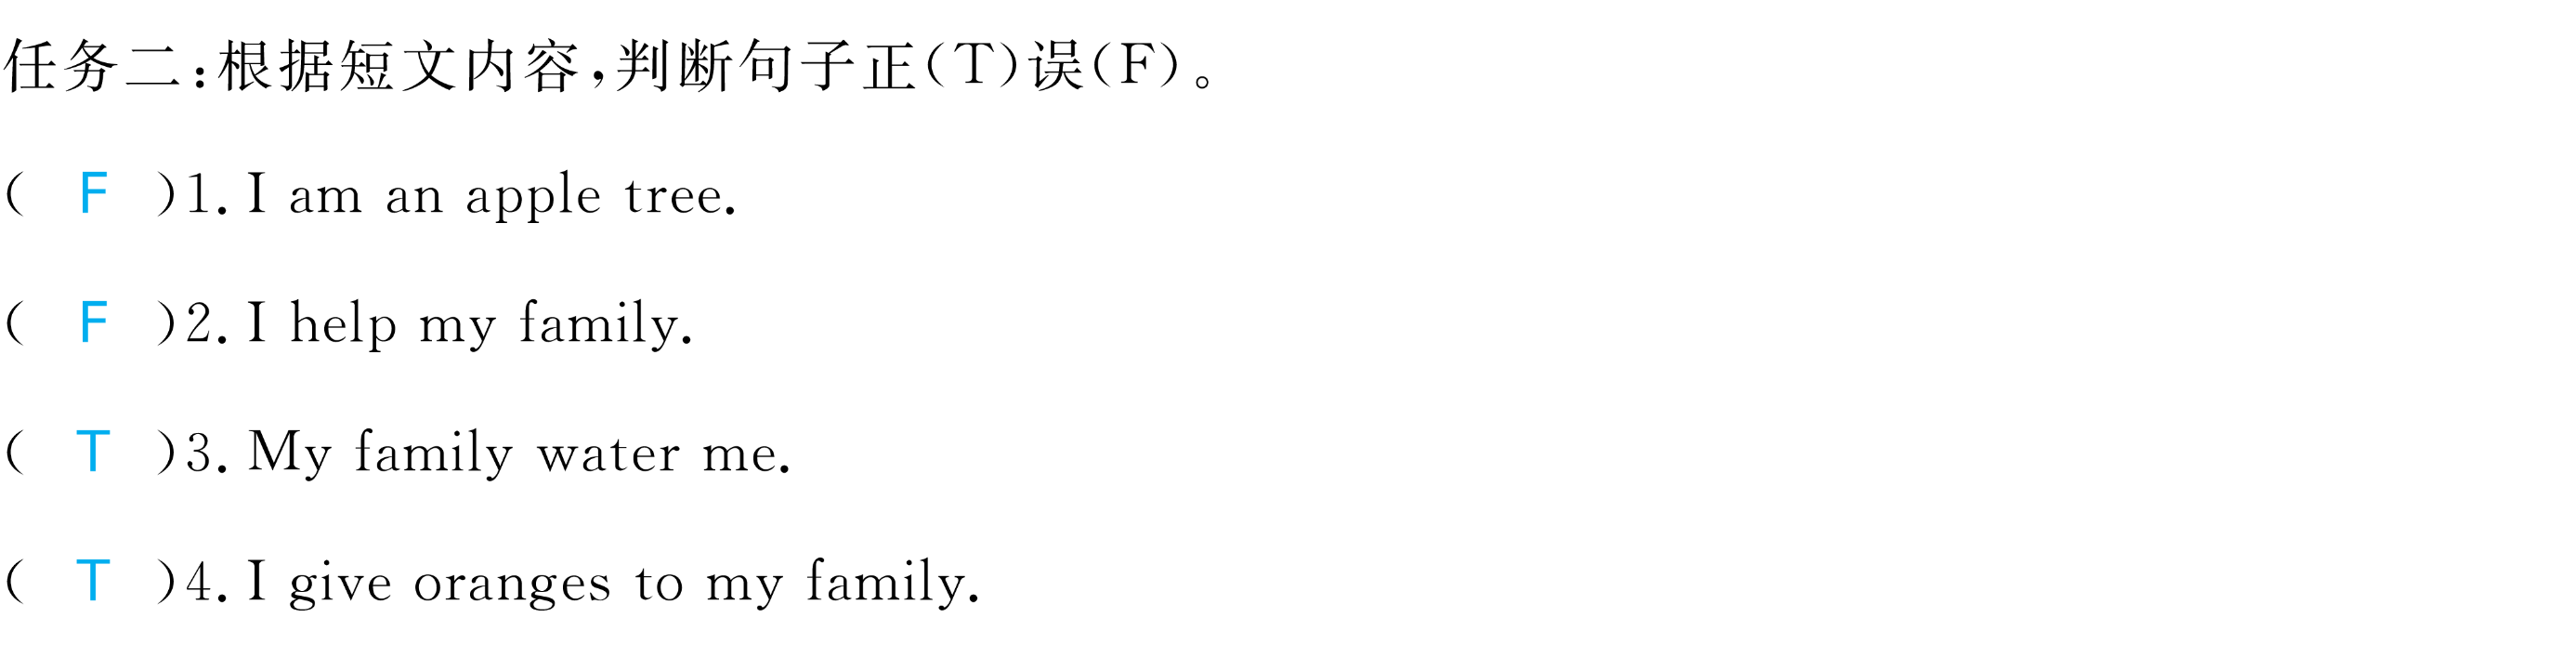 任务二:根据短文内容,判断句子正(T)误(F)。
( F )1. I am an apple tree.
( F )2. I help my family.
( T )3. My family water me.
( T )4. I give oranges to my family.